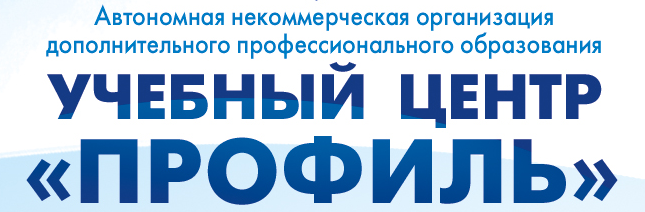 Автономная некоммерческая организация
дополнительного профессионального образования
УЧЕБНЫЙ ЦЕНТР
«ПРОФИЛЬ»